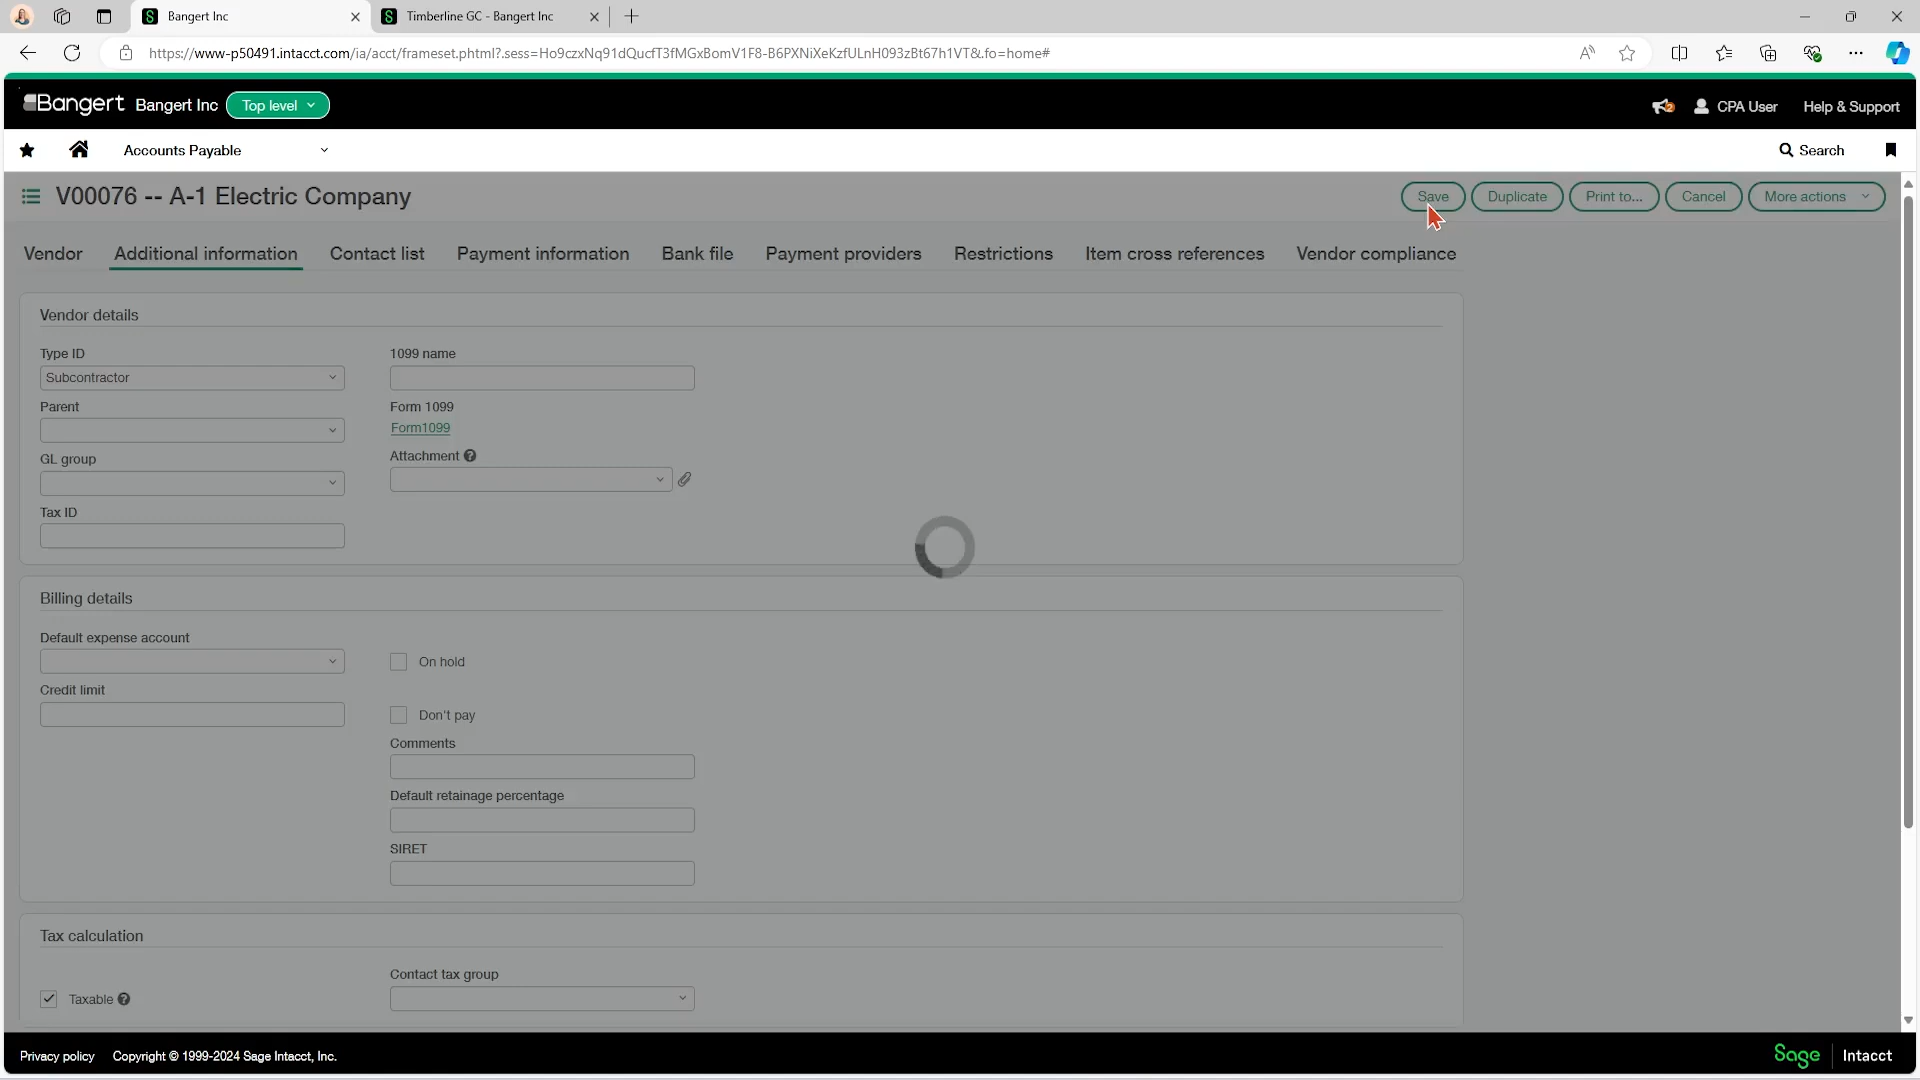 Bangert Inc
Timberline GC - Bangert Inc
https://www-p50491.intacct.com/ia/acct/frameset.phtml?.sess=Ho9czxNq91dQucfT3fMGxBomV1F8-B6PXNiXeKzfULnH093zBt67h1VT&.fo=home#
Bangert Bangert Inc Top level
2 CPA User Help & Support
Accounts Payable
Search
V00076 -- A-1 Electric Company
Save Duplicate Print to... Cancel More actions
Vendor Additional information Contact list Payment information Bank file Payment providers Restrictions Item cross references Vendor compliance
Vendor details
Type ID
Subcontractor
Parent
GL group
Tax ID
1099 name
Form 1099
Form1099
Attachment ?
Billing details
Default expense account
Credit limit
On hold
Don't pay
Comments
Default retainage percentage
SIRET
Tax calculation
Taxable ?
Contact tax group
Privacy policy Copyright © 1999-2024 Sage Intacct, Inc.
Sage Intacct